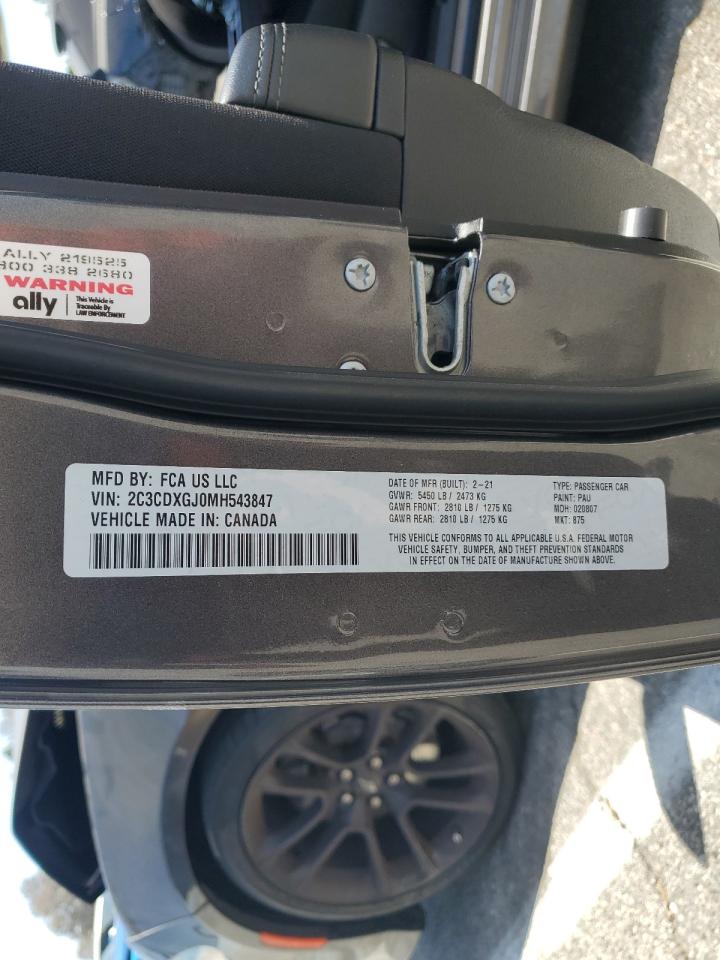 ALLY 219525
800 338 2680
WARNING
ally
This Vehicle is
Traceable By
LAW ENFORCEMENT
MFD BY: FCA US LLC
VIN: 2C3CDXGJ0MH543847
VEHICLE MADE IN: CANADA
DATE OF MFR (BUILT): 2-21
GVWR: 5450 LB / 2473 KG
GAWR FRONT: 2810 LB / 1275 KG
GAWR REAR: 2810 LB / 1275 KG
TYPE: PASSENGER CAR
PAINT: PAU
MDH: 020807
MKT: 875
THIS VEHICLE CONFORMS TO ALL APPLICABLE U.S.A. FEDERAL MOTOR
VEHICLE SAFETY, BUMPER, AND THEFT PREVENTION STANDARDS
IN EFFECT ON THE DATE OF MANUFACTURE SHOWN ABOVE.